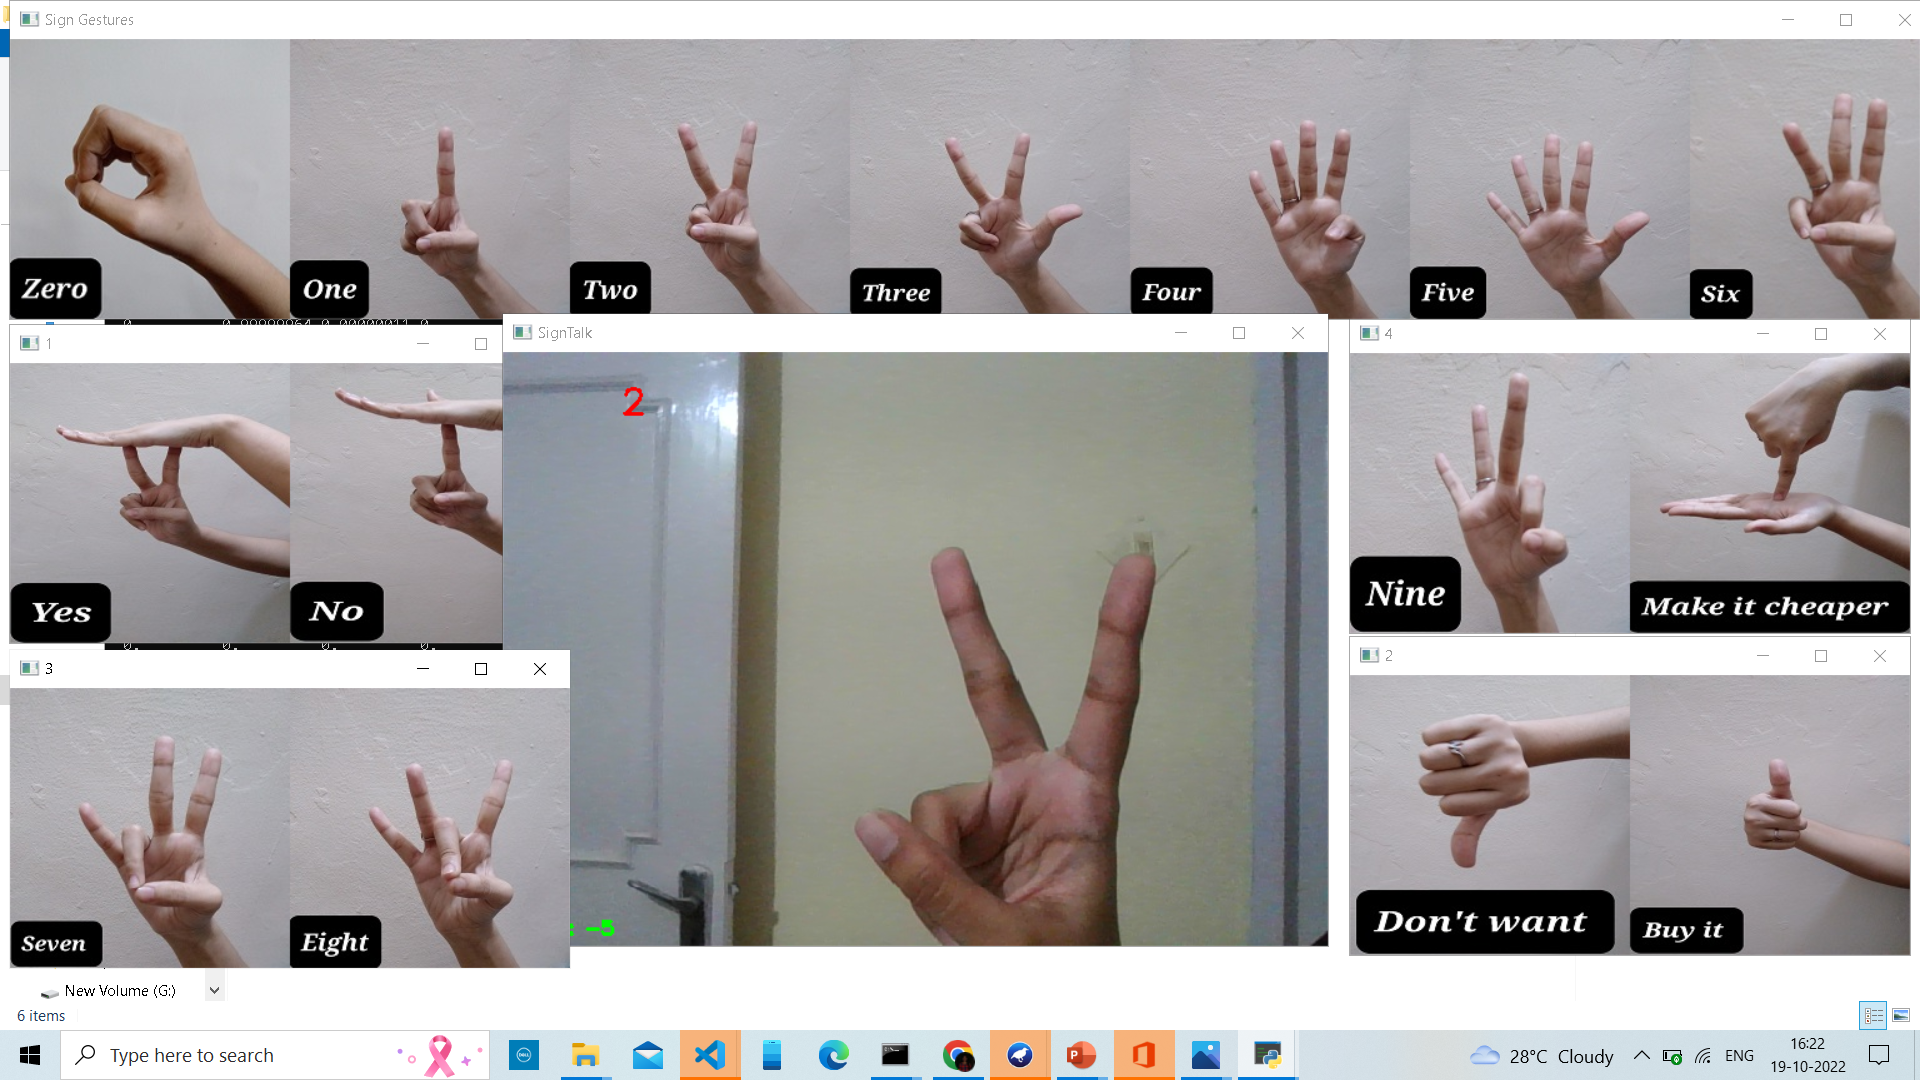 Sign Gestures
Zero
One
Two
Three
Four
Five
Six
1
Yes
No
SignTalk
2
: -5
4
Nine
Make it cheaper
3
Seven
Eight
2
Don't want
Buy it
New Volume (G:)
6 items
Type here to search
28°C Cloudy
ENG
16:22
19-10-2022